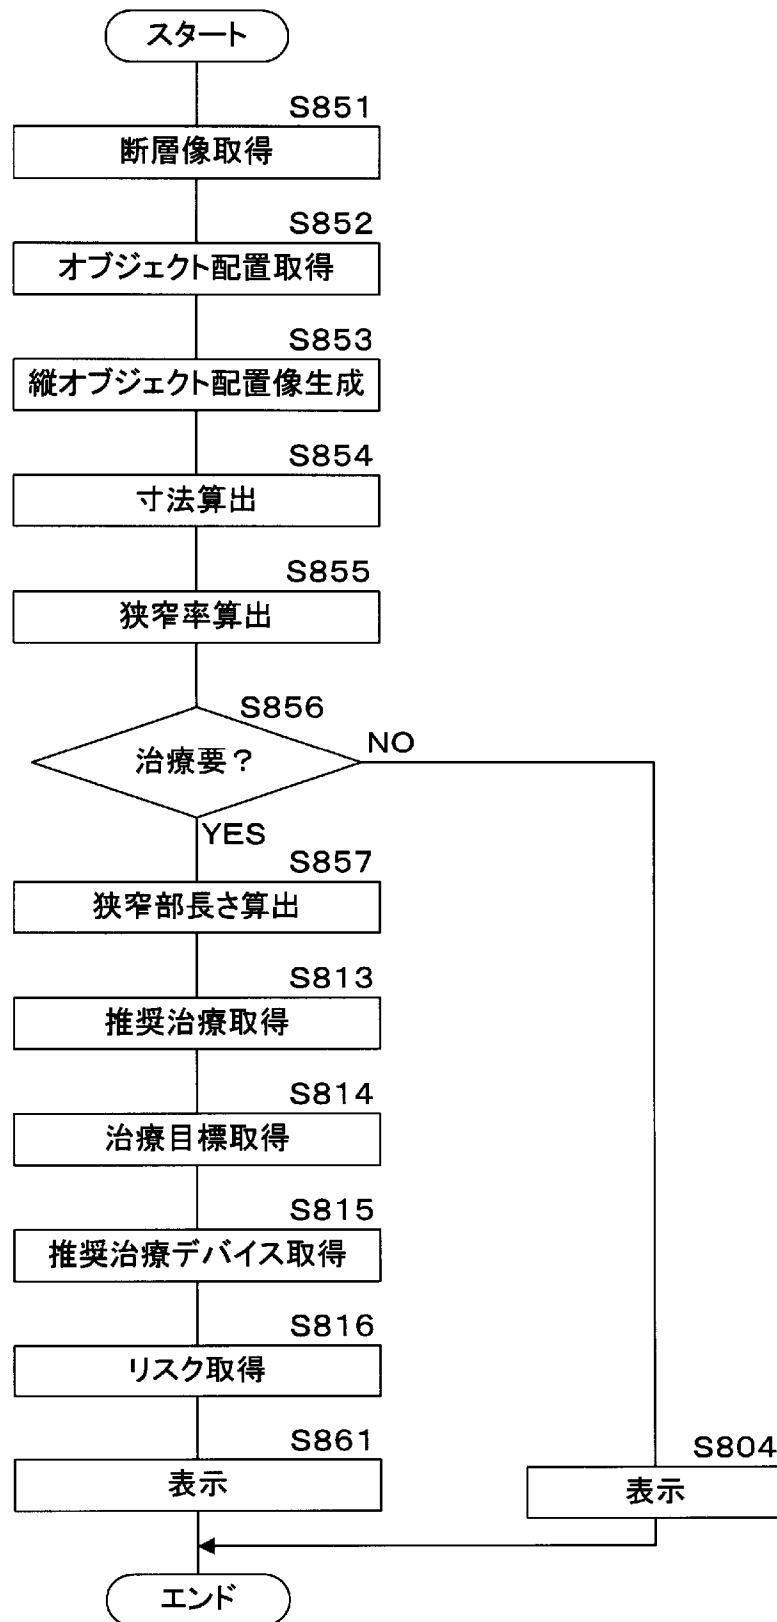 スタート
S851
断層像取得
S852
オブジェクト配置取得
S853
縦オブジェクト配置像生成
S854
寸法算出
S855
狭窄率算出
S856
治療要?
NO
YES
S857
狭窄部長さ算出
S813
推奨治療取得
S814
治療目標取得
S815
推奨治療デバイス取得
S816
リスク取得
S861
表示
S804
表示
エンド